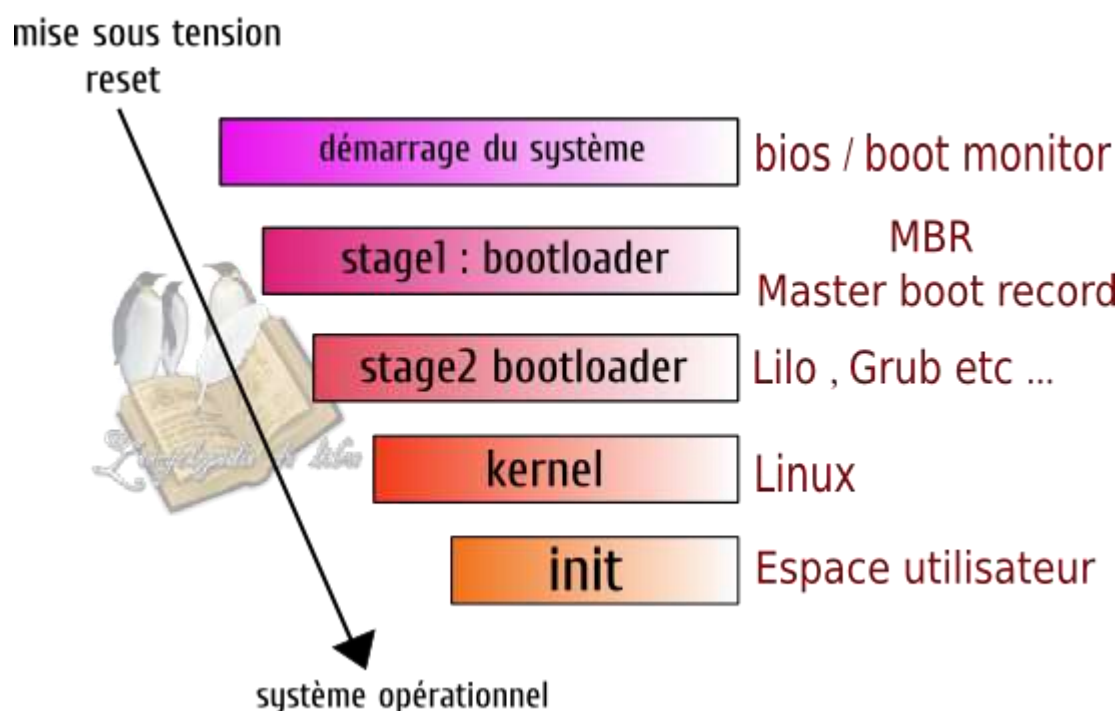 mise sous tension
reset
démarrage du système
bios / boot monitor
MBR
stage1 : bootloader
Master boot record
stage2 bootloader
Lilo , Grub etc ...
kernel
Linux
init
Espace utilisateur
système opérationnel